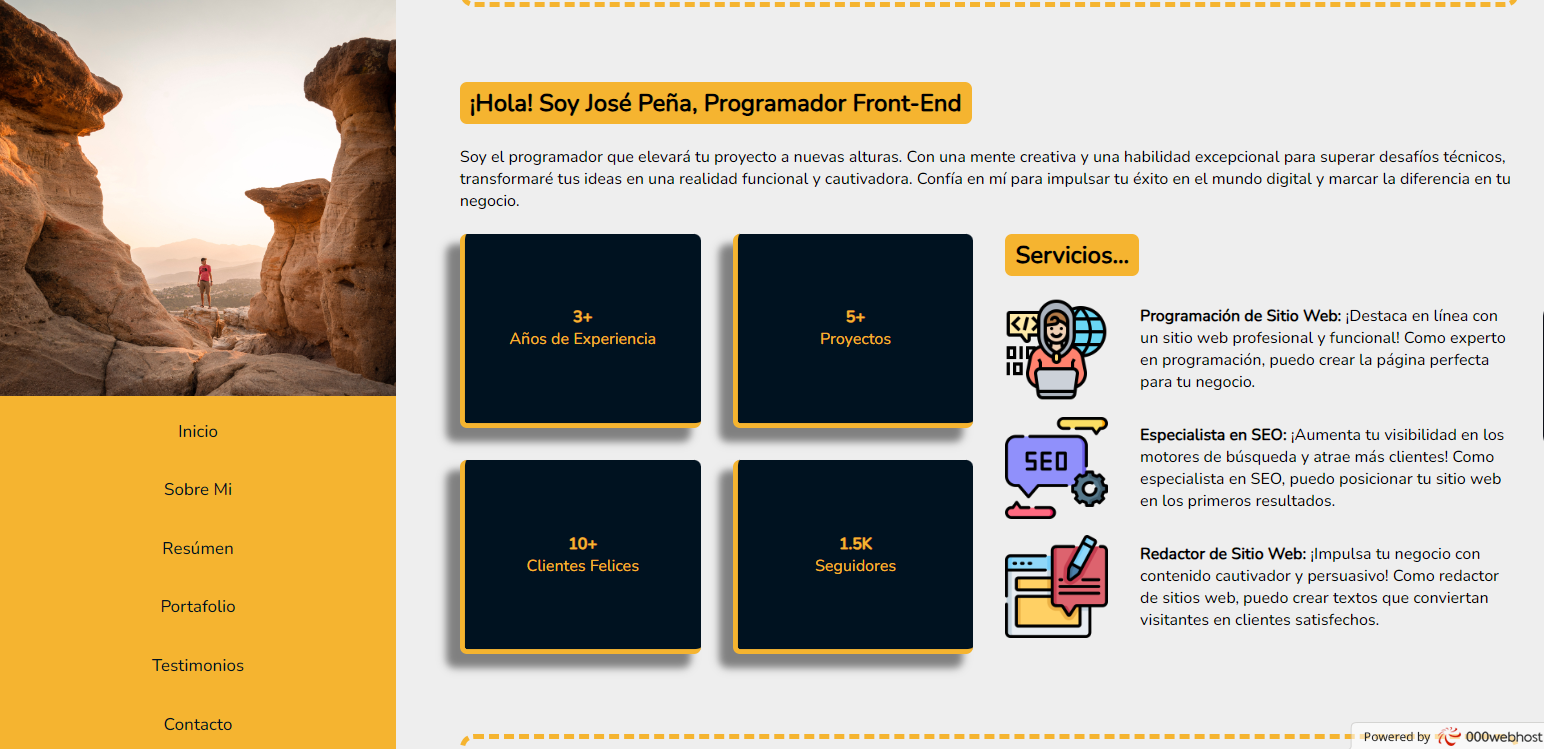 Inicio
Sobre Mi
Resúmen
Portafolio
Testimonios
Contacto
¡Hola! Soy José Peña, Programador Front-End
Soy el programador que elevará tu proyecto a nuevas alturas. Con una mente creativa y una habilidad excepcional para superar desafíos técnicos,
transformaré tus ideas en una realidad funcional y cautivadora. Confía en mí para impulsar tu éxito en el mundo digital y marcar la diferencia en tu
negocio.
3+
Años de Experiencia
5+
Proyectos
10+
Clientes Felices
1.5K
Seguidores
Servicios...
</>
010
10
Programación de Sitio Web: ¡Destaca en línea con
un sitio web profesional y funcional! Como experto
en programación, puedo crear la página perfecta
para tu negocio.
SEO
Especialista en SEO: ¡Aumenta tu visibilidad en los
motores de búsqueda y atrae más clientes! Como
especialista en SEO, puedo posicionar tu sitio web
en los primeros resultados.
Redactor de Sitio Web: ¡Impulsa tu negocio con
contenido cautivador y persuasivo! Como redactor
de sitios web, puedo crear textos que conviertan
visitantes en clientes satisfechos.
Powered by 000webhost